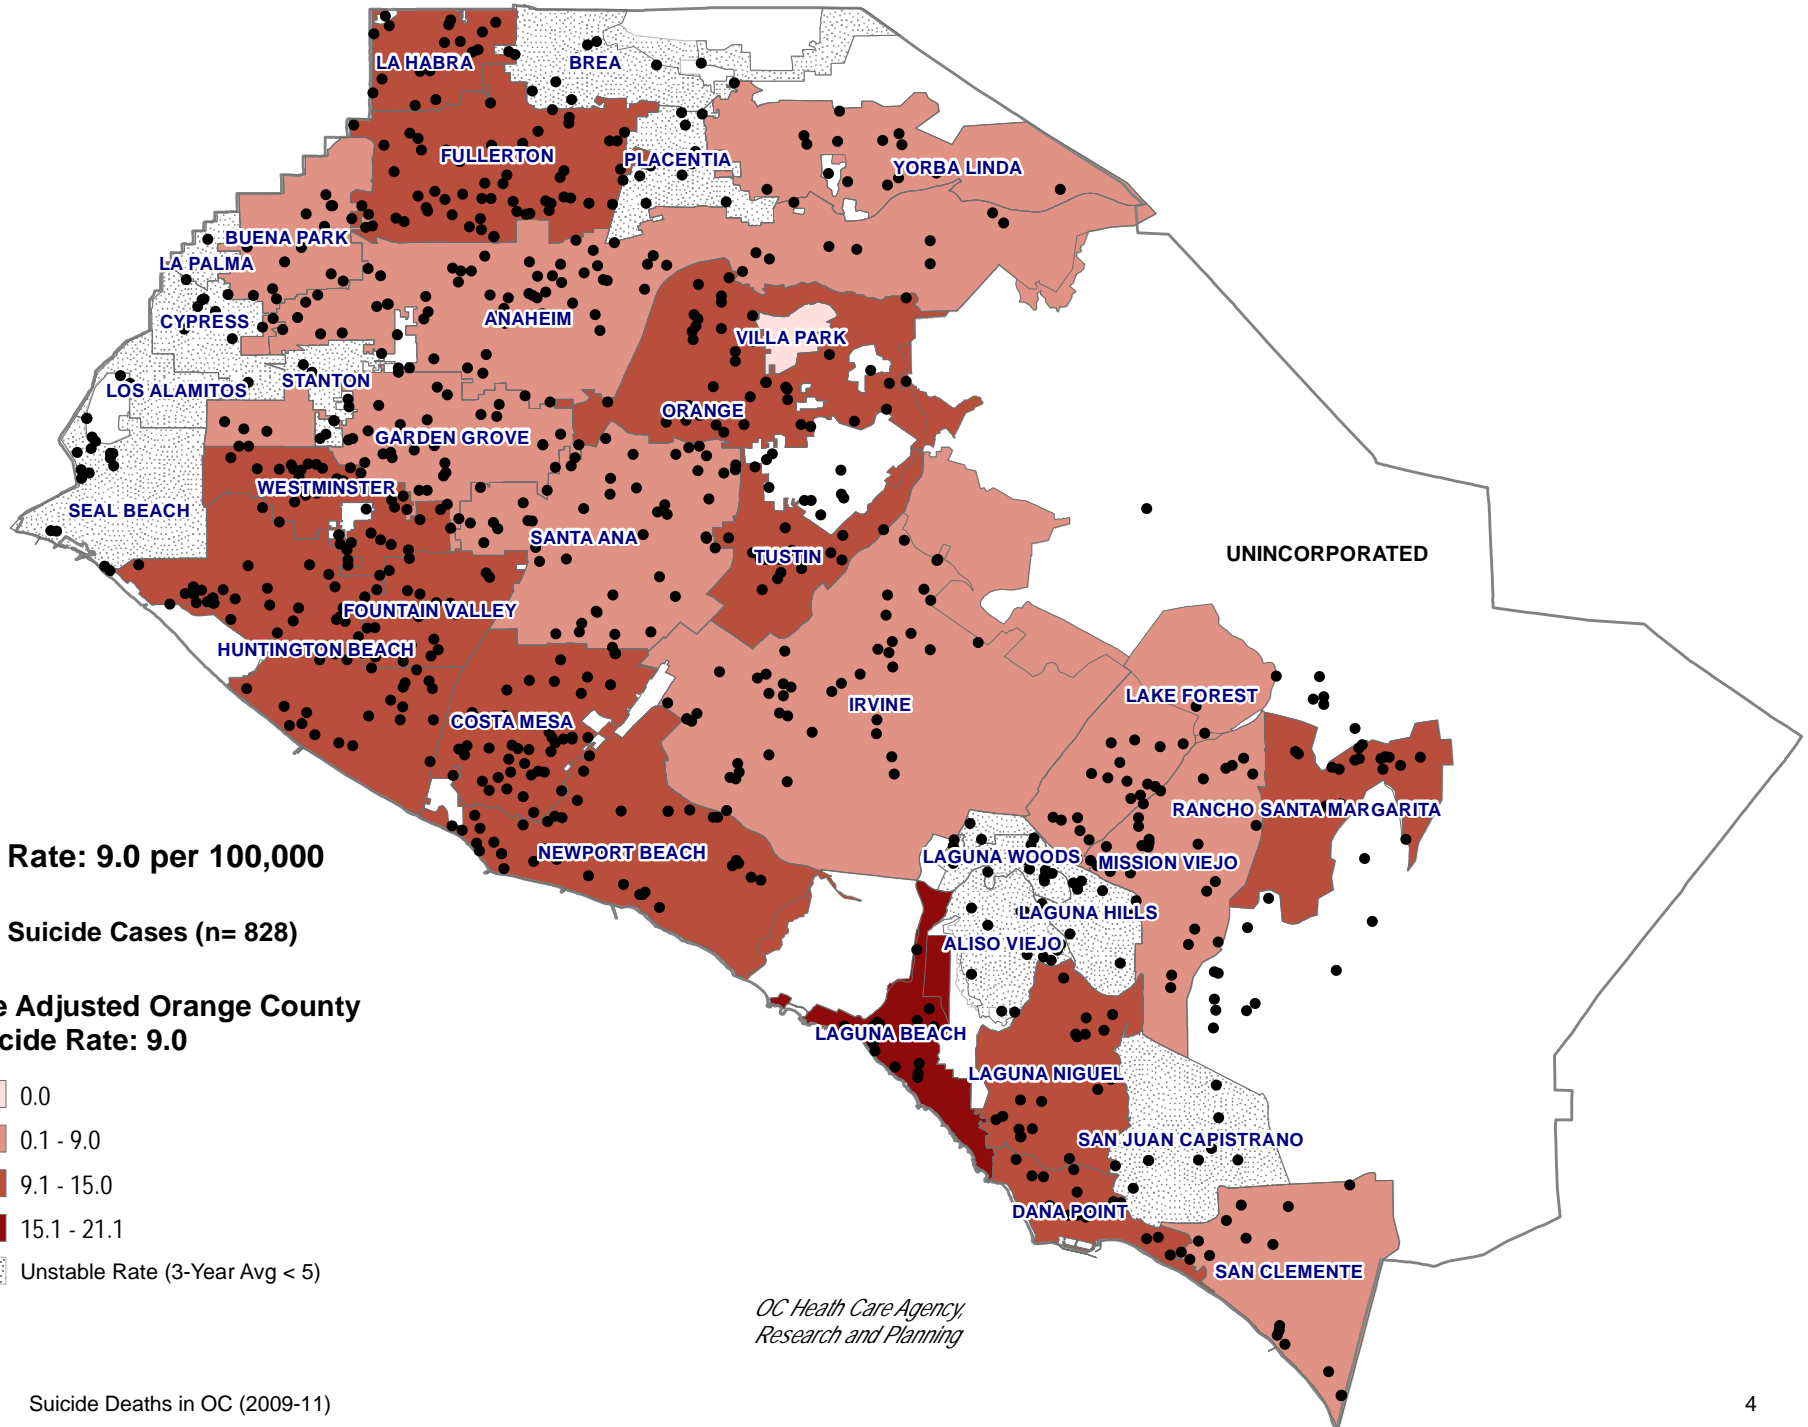 LA HABRA
BREA
FULLERTON
PLACENTIA
YORBA LINDA
BUENA PARK
LA PALMA
CYPRESS
ANAHEIM
VILLA PARK
LOS ALAMITOS
STANTON
ORANGE
GARDEN GROVE
WESTMINSTER
SEAL BEACH
SANTA ANA
TUSTIN
UNINCORPORATED
FOUNTAIN VALLEY
HUNTINGTON BEACH
COSTA MESA
IRVINE
LAKE FOREST
RANCHO SANTA MARGARITA
NEWPORT BEACH
LAGUNA WOODS
MISSION VIEJO
LAGUNA HILLS
ALISO VIEJO
LAGUNA BEACH
LAGUNA NIGUEL
SAN JUAN CAPISTRANO
DANA POINT
SAN CLEMENTE
Rate: 9.0 per 100,000
Suicide Cases (n= 828)
e Adjusted Orange County
cide Rate: 9.0
0.0
0.1 - 9.0
9.1 - 15.0
15.1 - 21.1
Unstable Rate (3-Year Avg < 5)
OC Heath Care Agency,
Research and Planning
Suicide Deaths in OC (2009-11)
4